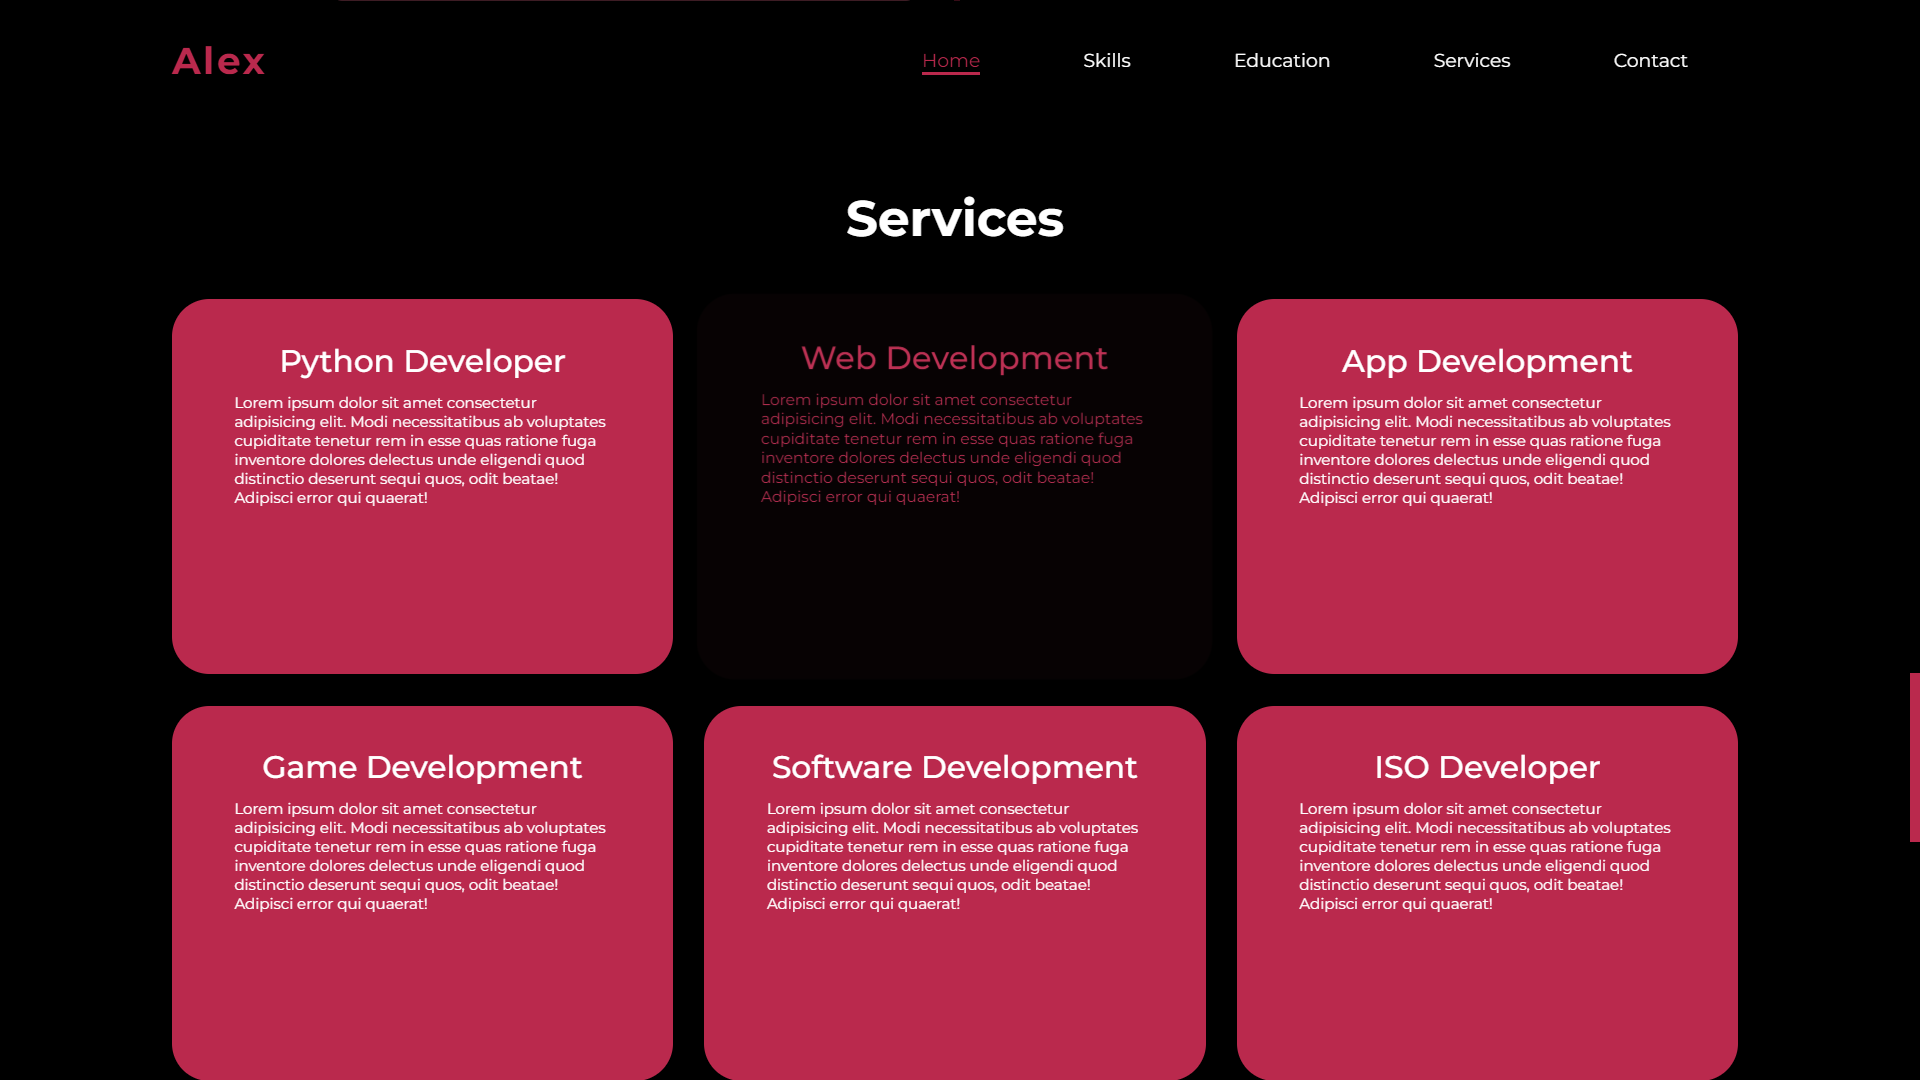 Alex
Home
Skills
Education
Services
Contact
Services
Python Developer
Lorem ipsum dolor sit amet consectetur
adipisicing elit. Modi necessitatibus ab voluptates
cupiditate tenetur rem in esse quas ratione fuga
inventore dolores delectus unde eligendi quod
distinctio deserunt sequi quos, odit beatae!
Adipisci error qui quaerat!
Web Development
Lorem ipsum dolor sit amet consectetur
adipisicing elit. Modi necessitatibus ab voluptates
cupiditate tenetur rem in esse quas ratione fuga
inventore dolores delectus unde eligendi quod
distinctio deserunt sequi quos, odit beatae!
Adipisci error qui quaerat!
App Development
Lorem ipsum dolor sit amet consectetur
adipisicing elit. Modi necessitatibus ab voluptates
cupiditate tenetur rem in esse quas ratione fuga
inventore dolores delectus unde eligendi quod
distinctio deserunt sequi quos, odit beatae!
Adipisci error qui quaerat!
Game Development
Lorem ipsum dolor sit amet consectetur
adipisicing elit. Modi necessitatibus ab voluptates
cupiditate tenetur rem in esse quas ratione fuga
inventore dolores delectus unde eligendi quod
distinctio deserunt sequi quos, odit beatae!
Adipisci error qui quaerat!
Software Development
Lorem ipsum dolor sit amet consectetur
adipisicing elit. Modi necessitatibus ab voluptates
cupiditate tenetur rem in esse quas ratione fuga
inventore dolores delectus unde eligendi quod
distinctio deserunt sequi quos, odit beatae!
Adipisci error qui quaerat!
ISO Developer
Lorem ipsum dolor sit amet consectetur
adipisicing elit. Modi necessitatibus ab voluptates
cupiditate tenetur rem in esse quas ratione fuga
inventore dolores delectus unde eligendi quod
distinctio deserunt sequi quos, odit beatae!
Adipisci error qui quaerat!